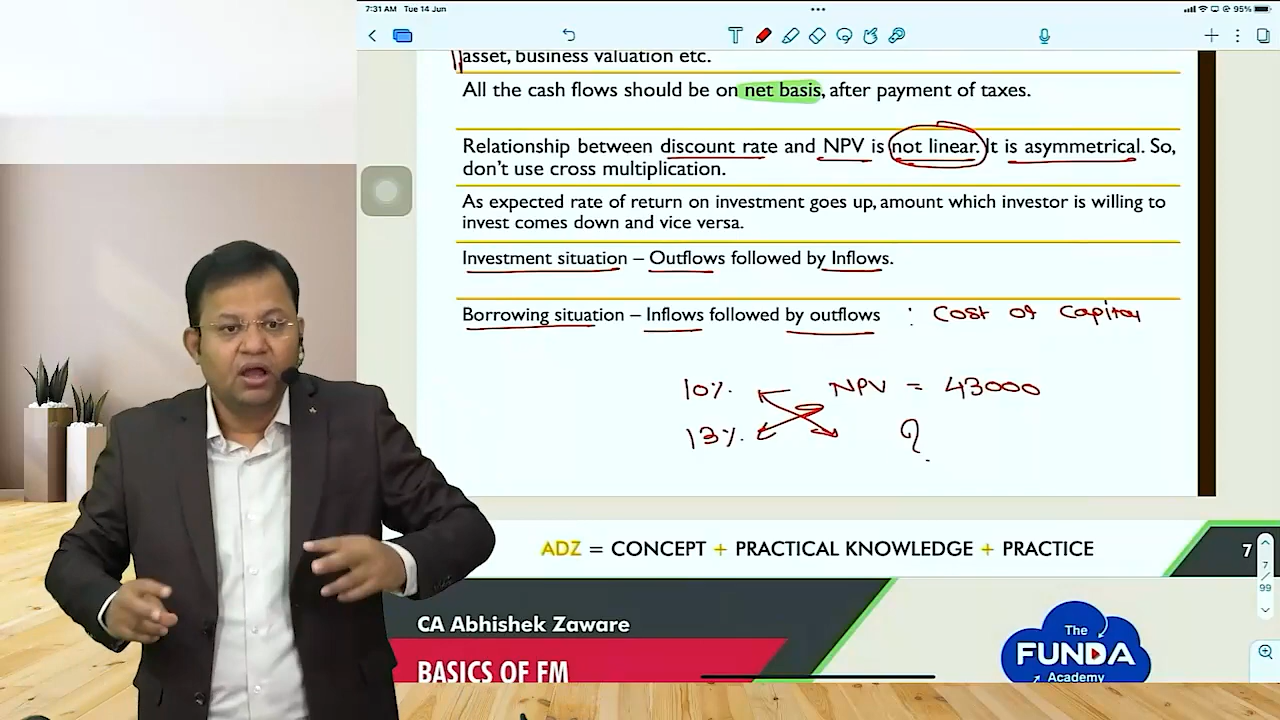 7:31 AM Tue 14 Jun
95%
asset, business valuation etc.
All the cash flows should be on net basis, after payment of taxes.
Relationship between discount rate and NPV is not linear. It is asymmetrical. So,
don't use cross multiplication.
As expected rate of return on investment goes up, amount which investor is willing to
invest comes down and vice versa.
Investment situation – Outflows followed by Inflows.
Borrowing situation – Inflows followed by outflows : Cost of Capital
10% NPV = 43000
13% ?
ADZ = CONCEPT + PRACTICAL KNOWLEDGE + PRACTICE
7
7
/
99
CA Abhishek Zaware
BASICS OF FM
The
FUNDA
Academy